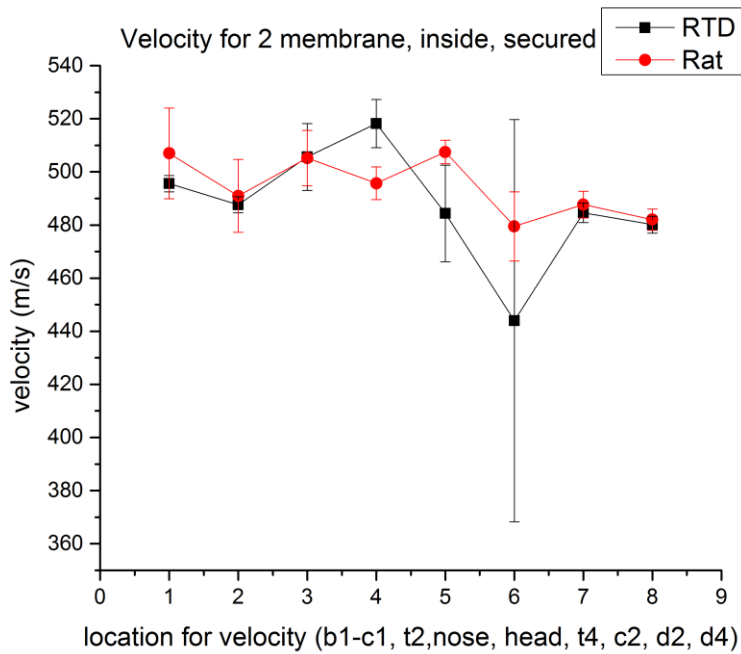 Velocity for 2 membrane, inside, secured
RTD
Rat
540
520
500
480
460
440
420
400
380
360
velocity (m/s)
0 1 2 3 4 5 6 7 8 9
location for velocity (b1-c1, t2,nose, head, t4, c2, d2, d4)